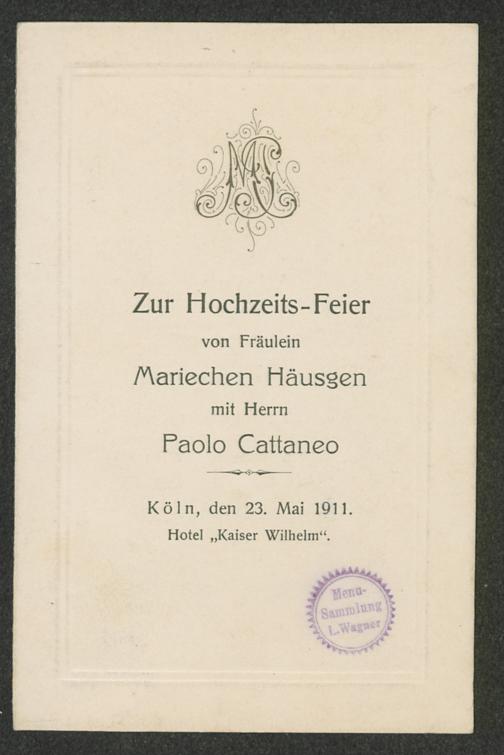 Zur Hochzeits-Feier
von Fräulein
Mariechen Häusgen
mit Herrn
Paolo Cattaneo
Köln, den 23. Mai 1911.
Hotel „Kaiser Wilhelm“.
Menu-
Sammlung
L. Wagner